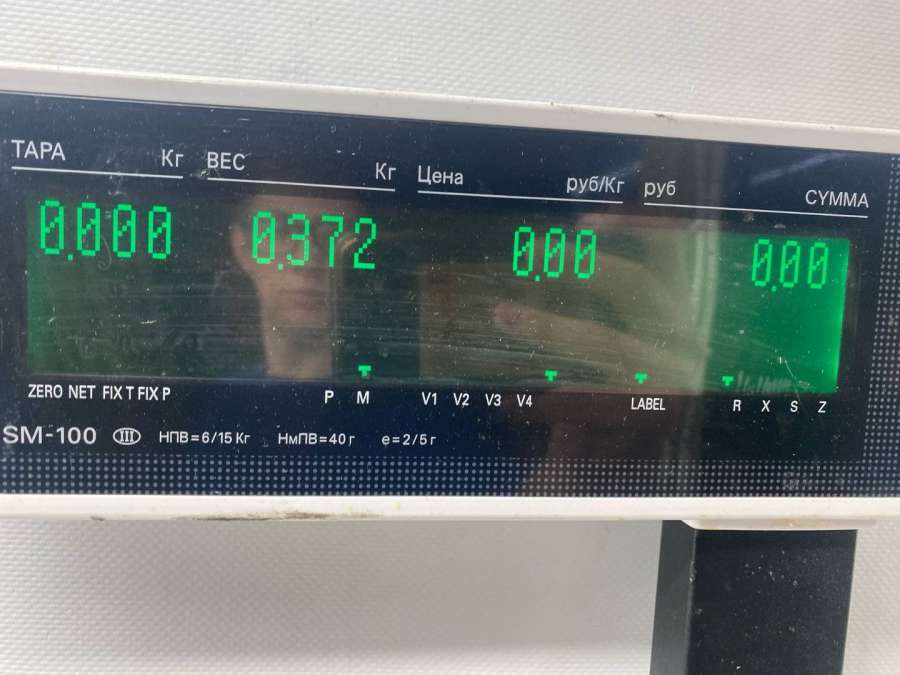 ТАРА Кг ВЕС Кг Цена руб/Кг руб СУММА
0.000 0.372 0.00 0.00
ZERO NET FIX T FIX P P M V1 V2 V3 V4 LABEL R X S Z
SM-100 III НПВ=6/15 Кг НмПВ=40 г e=2/5 г